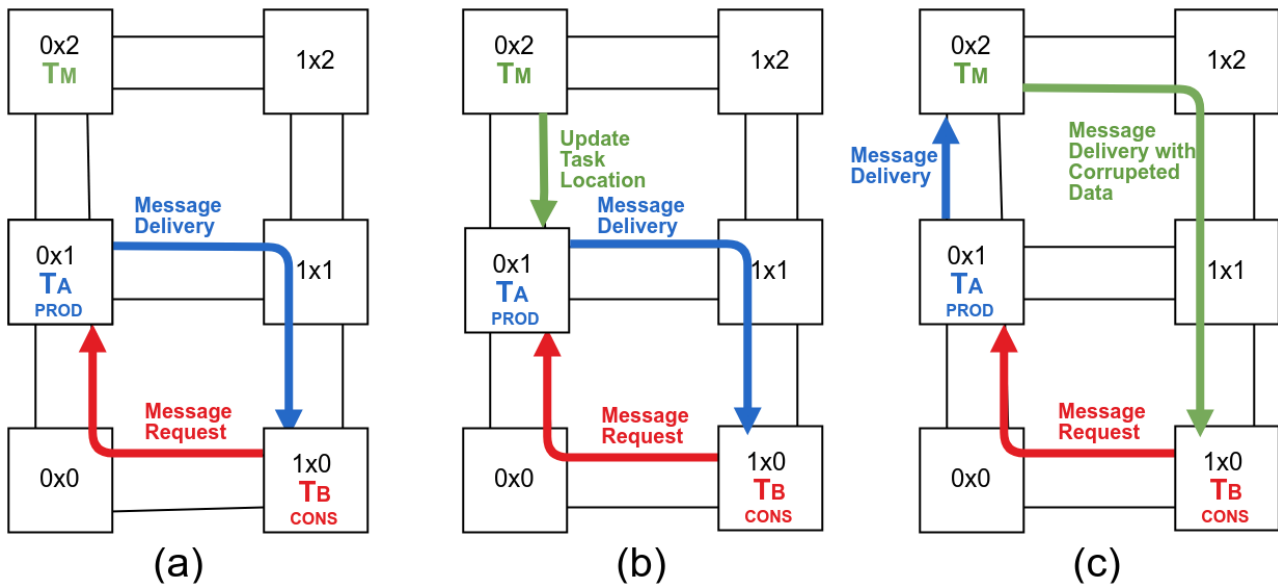 0x2
TM
1x2
Message
Delivery
0x1
TA
PROD
1x1
Message
Request
0x0
1x0
TB
CONS
(a)
0x2
TM
1x2
Update
Task
Location
Message
Delivery
0x1
TA
PROD
1x1
Message
Request
0x0
1x0
TB
CONS
(b)
0x2
TM
1x2
Message
Delivery
Message
Delivery with
Corrupeted
Data
0x1
TA
PROD
1x1
Message
Request
0x0
1x0
TB
CONS
(c)